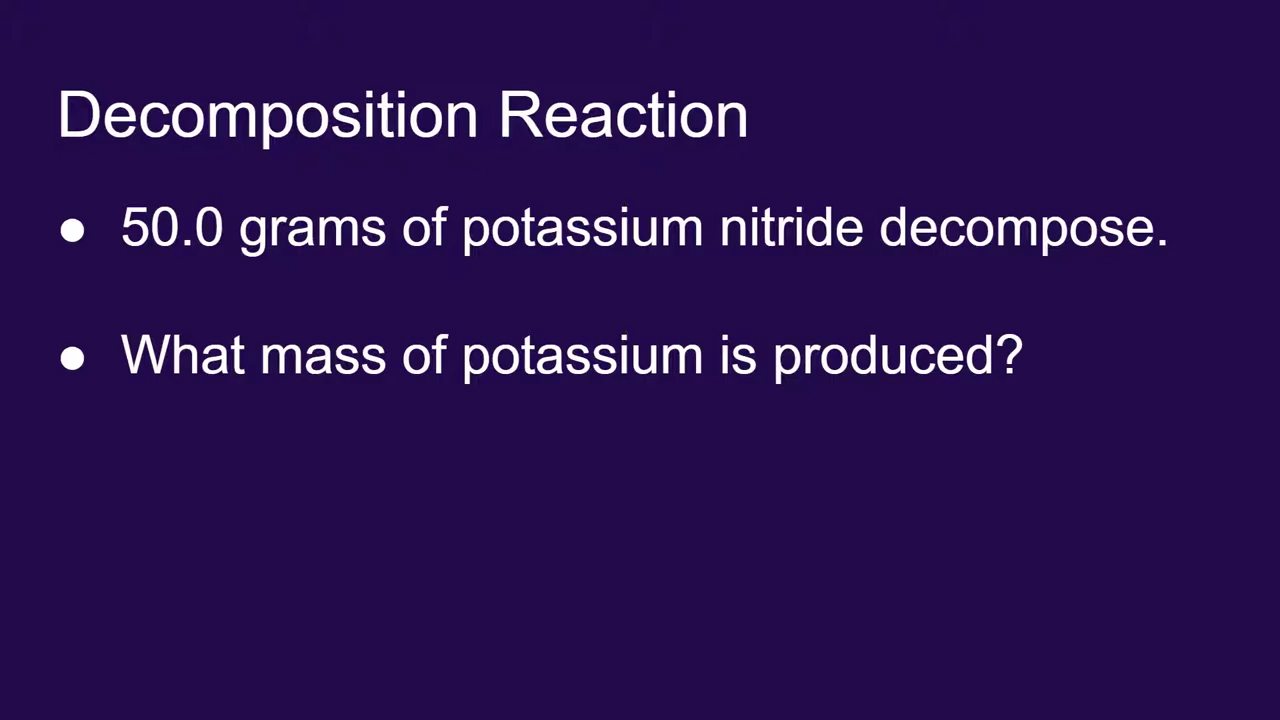 Decomposition Reaction
● 50.0 grams of potassium nitride decompose.
● What mass of potassium is produced?